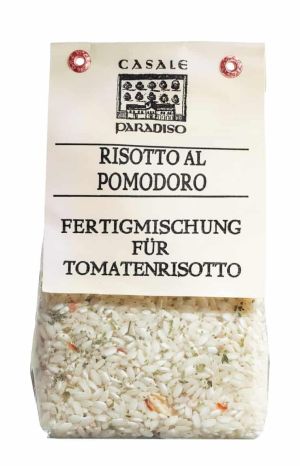 CASALE
PARADISO
RISOTTO AL
POMODORO
FERTIGMISCHUNG
FÜR
TOMATENRISOTTO